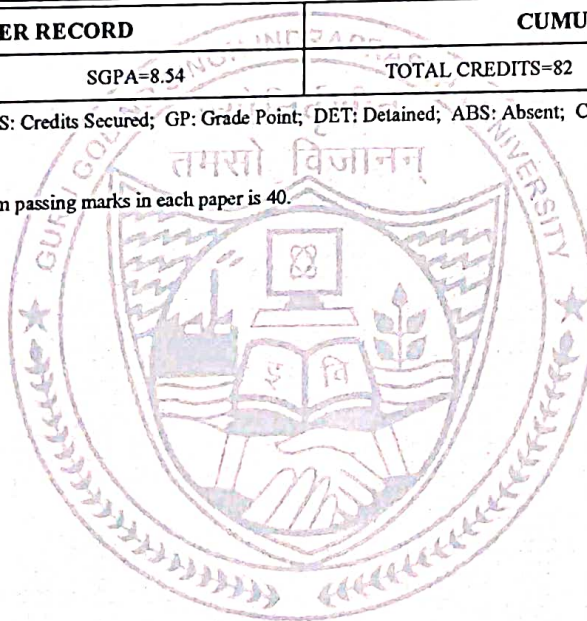 ER RECORD
CUMU
SGPA=8.54
TOTAL CREDITS=82
S: Credits Secured; GP: Grade Point; DET: Detained; ABS: Absent; C
तमसो विजानन्
m passing marks in each paper is 40.
UNIVERSITY
स वि